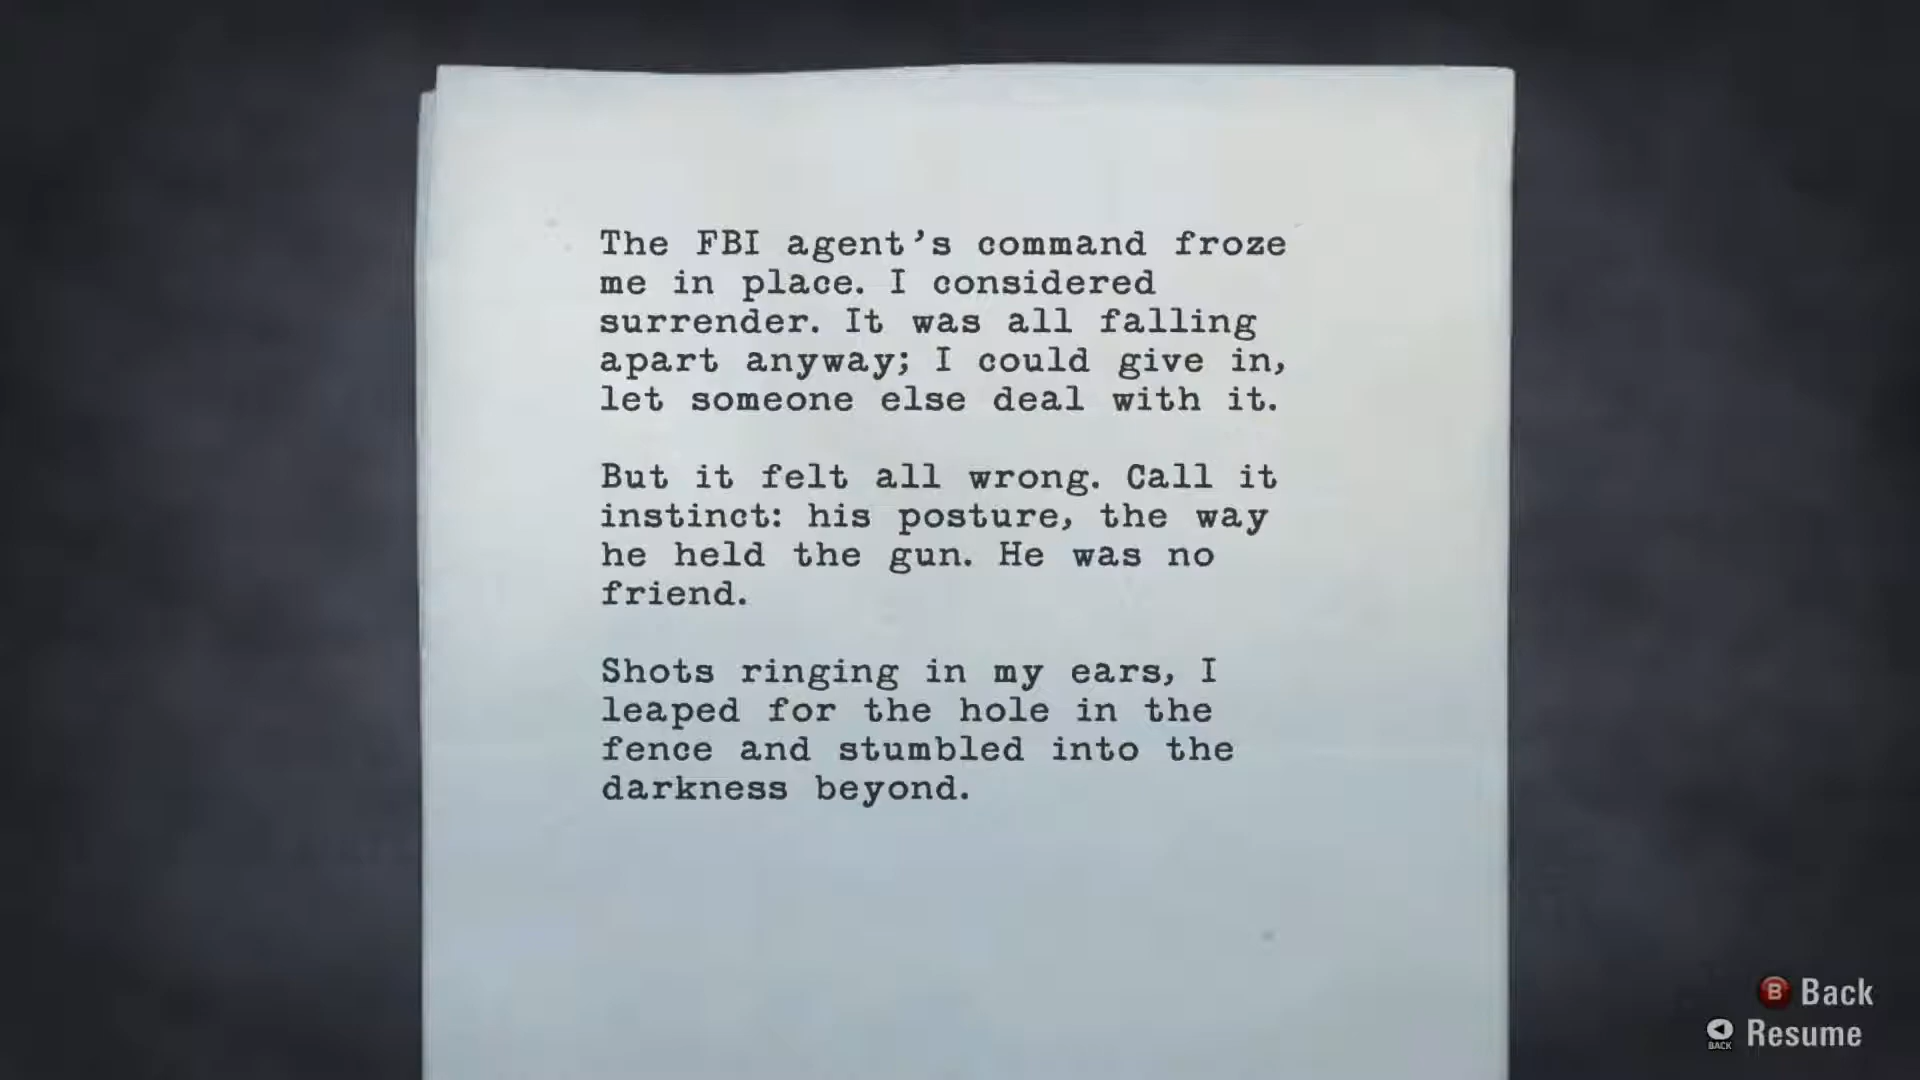 The FBI agent’s command froze
me in place. I considered
surrender. It was all falling
apart anyway; I could give in,
let someone else deal with it.
But it felt all wrong. Call it
instinct: his posture, the way
he held the gun. He was no
friend.
Shots ringing in my ears, I
leaped for the hole in the
fence and stumbled into the
darkness beyond.
B Back
BACK Resume